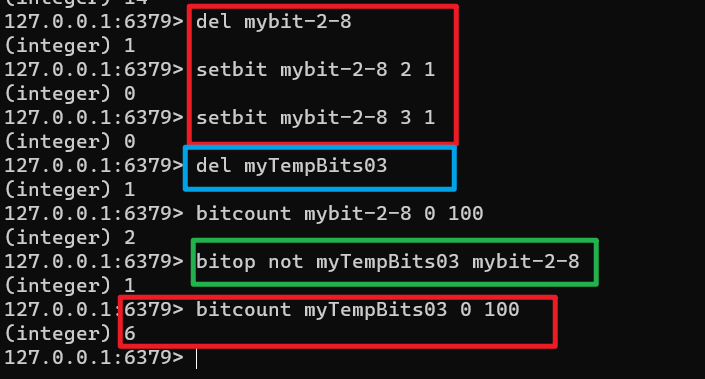 (integer) 14
127.0.0.1:6379> del mybit-2-8
(integer) 1
127.0.0.1:6379> setbit mybit-2-8 2 1
(integer) 0
127.0.0.1:6379> setbit mybit-2-8 3 1
(integer) 0
127.0.0.1:6379> del myTempBits03
(integer) 1
127.0.0.1:6379> bitcount mybit-2-8 0 100
(integer) 2
127.0.0.1:6379> bitop not myTempBits03 mybit-2-8
(integer) 1
127.0.0.1:6379> bitcount myTempBits03 0 100
(integer) 6
127.0.0.1:6379>